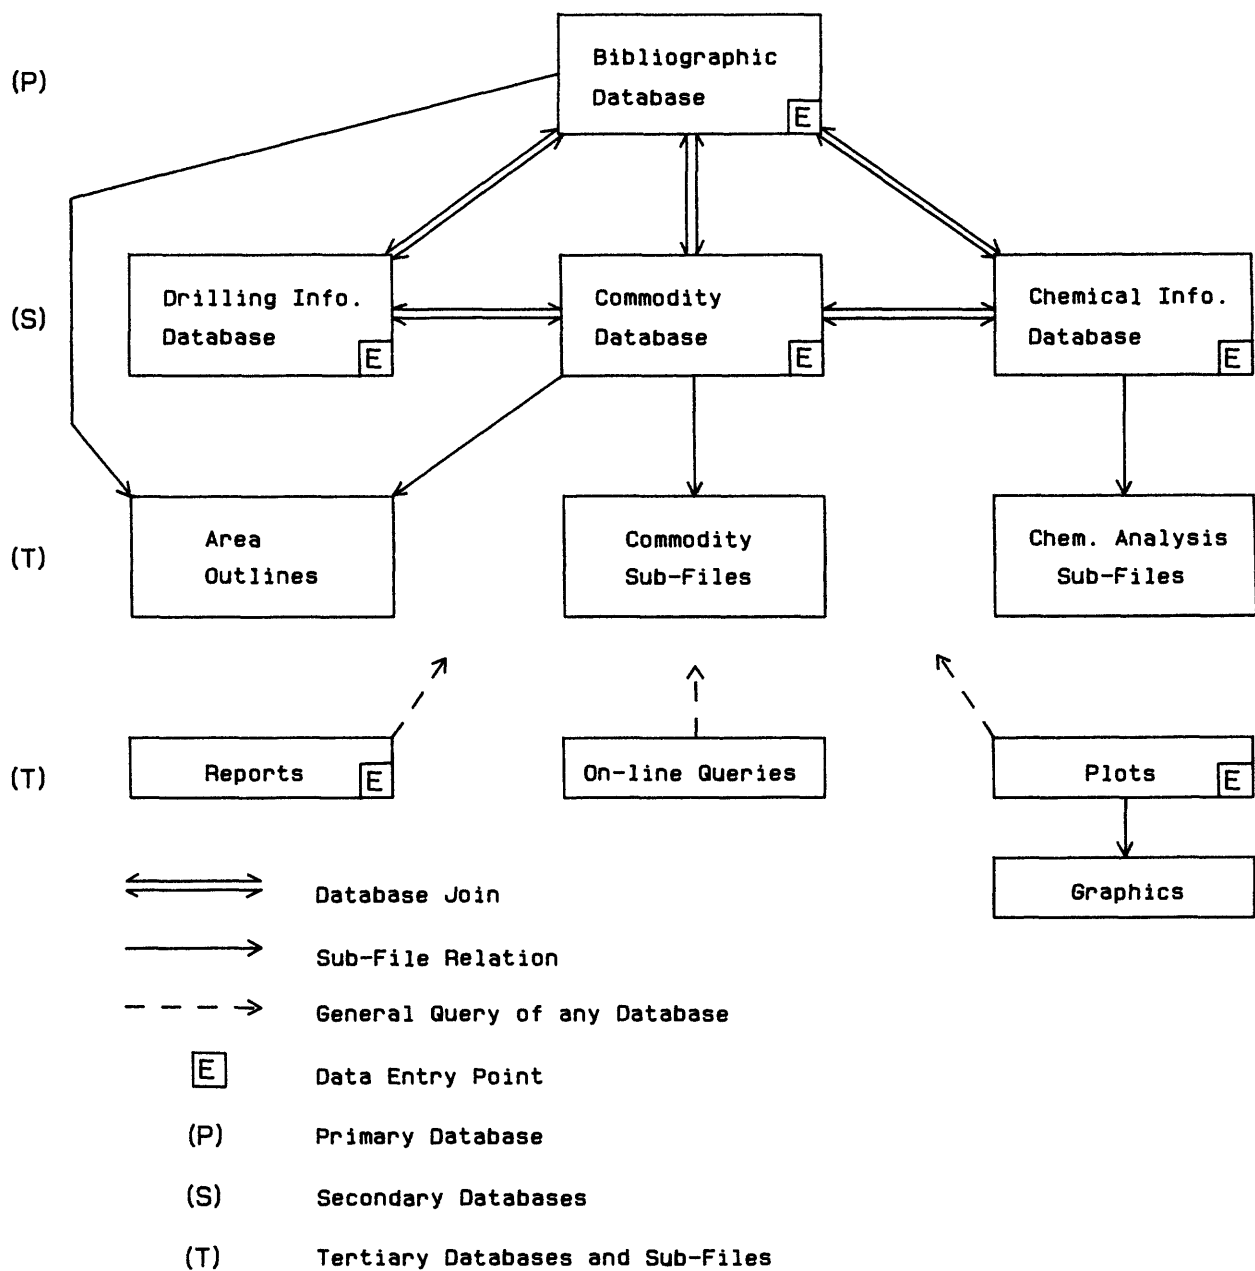 (P)
Bibliographic
Database
E
(S)
Drilling Info.
Database
E
Commodity
Database
E
Chemical Info.
Database
E
(T)
Area
Outlines
Commodity
Sub-Files
Chem. Analysis
Sub-Files
(T)
Reports
E
On-line Queries
Plots
E
Graphics
Database Join
Sub-File Relation
General Query of any Database
E Data Entry Point
(P) Primary Database
(S) Secondary Databases
(T) Tertiary Databases and Sub-Files